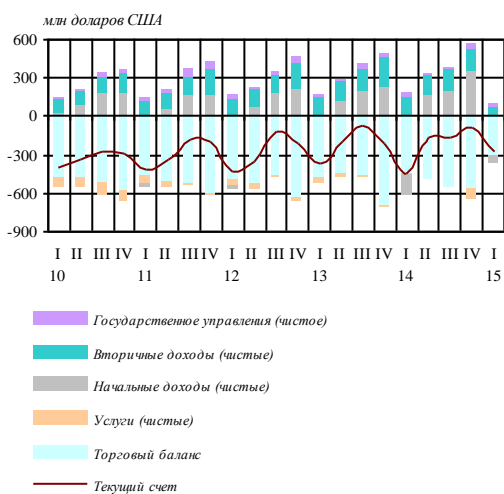 млн доларов США
600
300
0
-300
-600
-900
I II III IV I II III IV I II III IV I II III IV I II III IV I
10 11 12 13 14 15
Государственное управления (чистое)
Вторичные доходы (чистые)
Начальные доходы (чистые)
Услуги (чистые)
Торговый баланс
Текущий счет